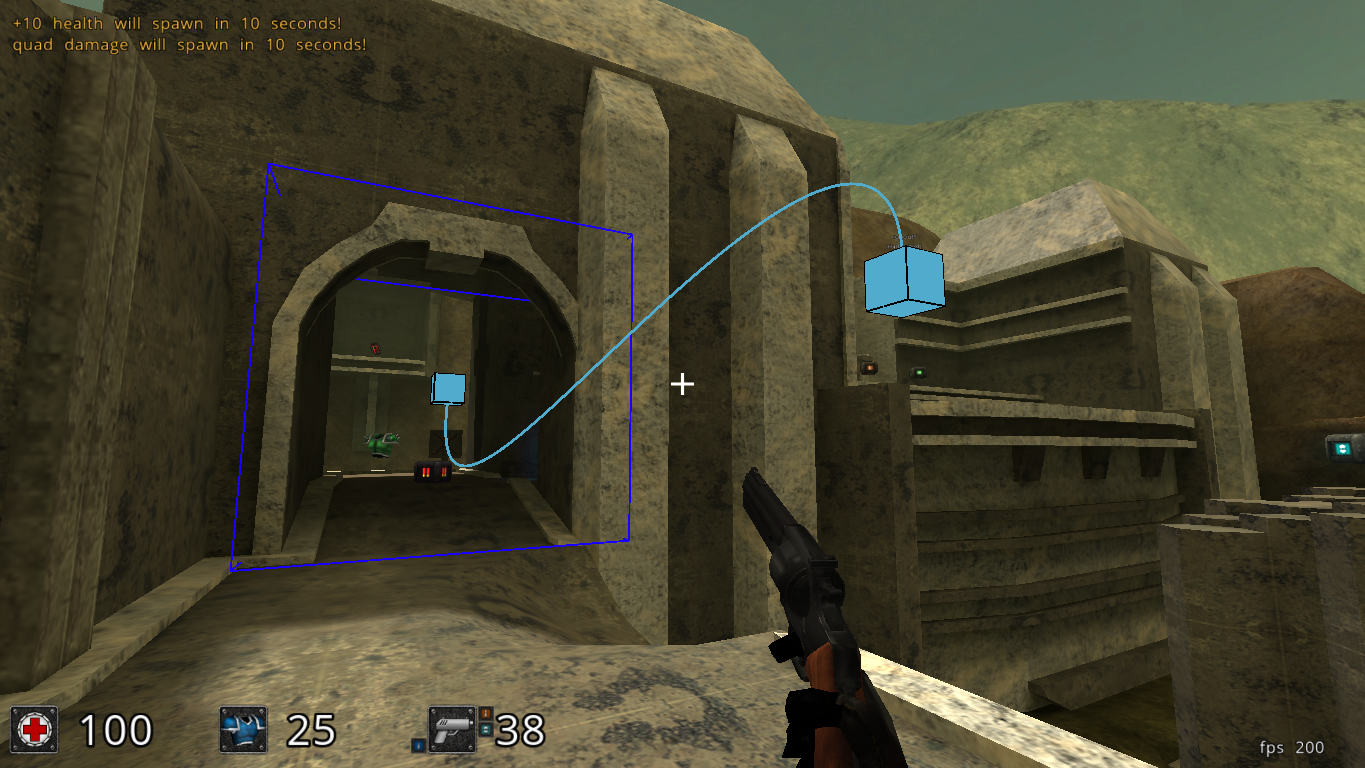 +10 health will spawn in 10 seconds!
quad damage will spawn in 10 seconds!
100
25
38
fps 200